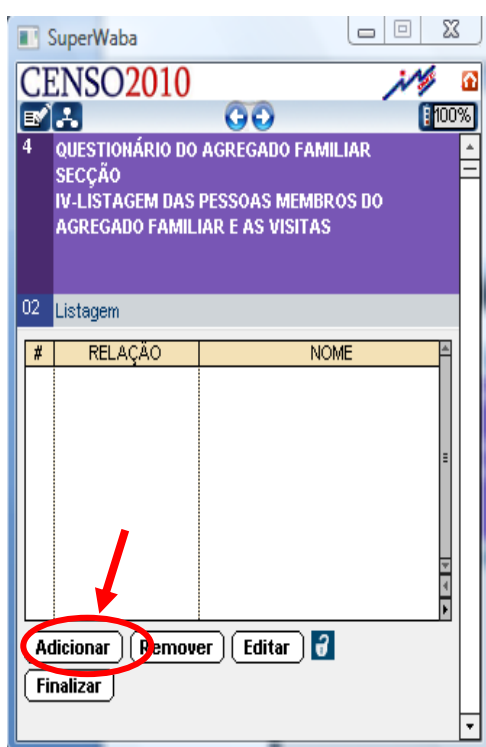 SuperWaba
CENSO2010
100%
4 QUESTIONÁRIO DO AGREGADO FAMILIAR
SECÇÃO
IV-LISTAGEM DAS PESSOAS MEMBROS DO
AGREGADO FAMILIAR E AS VISITAS
02 Listagem
# RELAÇÃO NOME
Adicionar Remover Editar
Finalizar